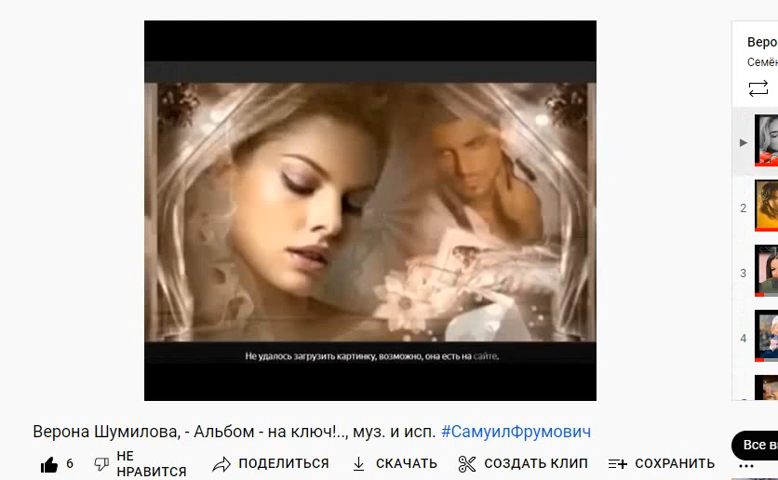 Веро
Семён
Не удалось загрузить картинку, возможно, она есть на сайте.
2
3
4
Верона Шумилова, - Альбом - на ключ!.., муз. и исп. #СамуилФрумович
Все в
6
НЕ
НРАВИТСЯ
ПОДЕЛИТЬСЯ
СКАЧАТЬ
СОЗДАТЬ КЛИП
СОХРАНИТЬ